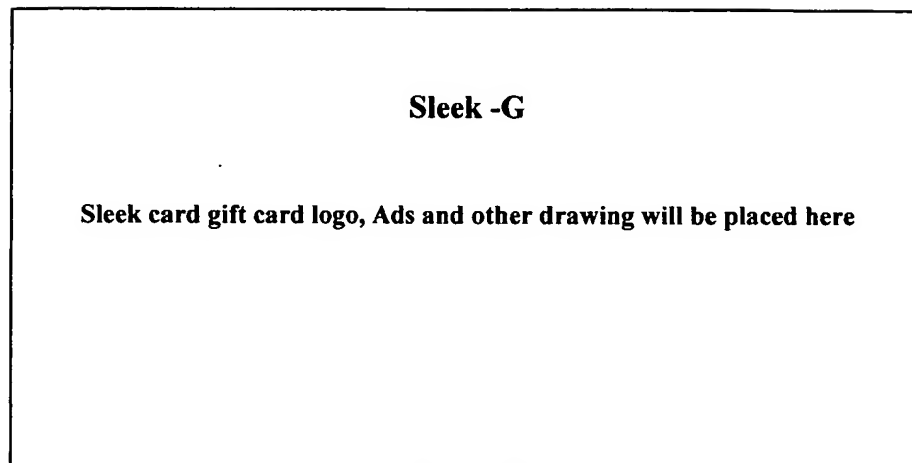 Sleek -G
Sleek card gift card logo, Ads and other drawing will be placed here